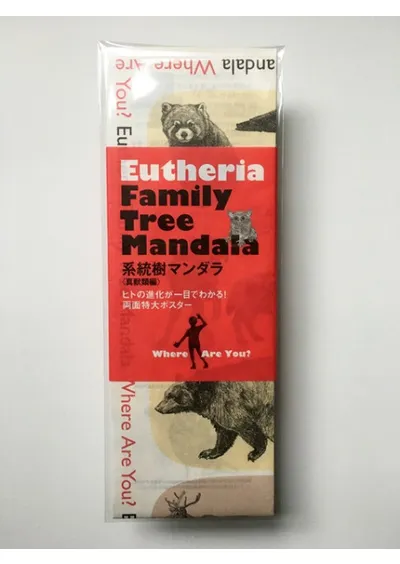 andala Where Are
You? Eu
Eutheria
Family
Tree
Mandala
系統樹マンダラ
〈真獣類編〉
ヒトの進化が一目でわかる!
両面特大ポスター
Where Are You?
Mandala Where Are You? E